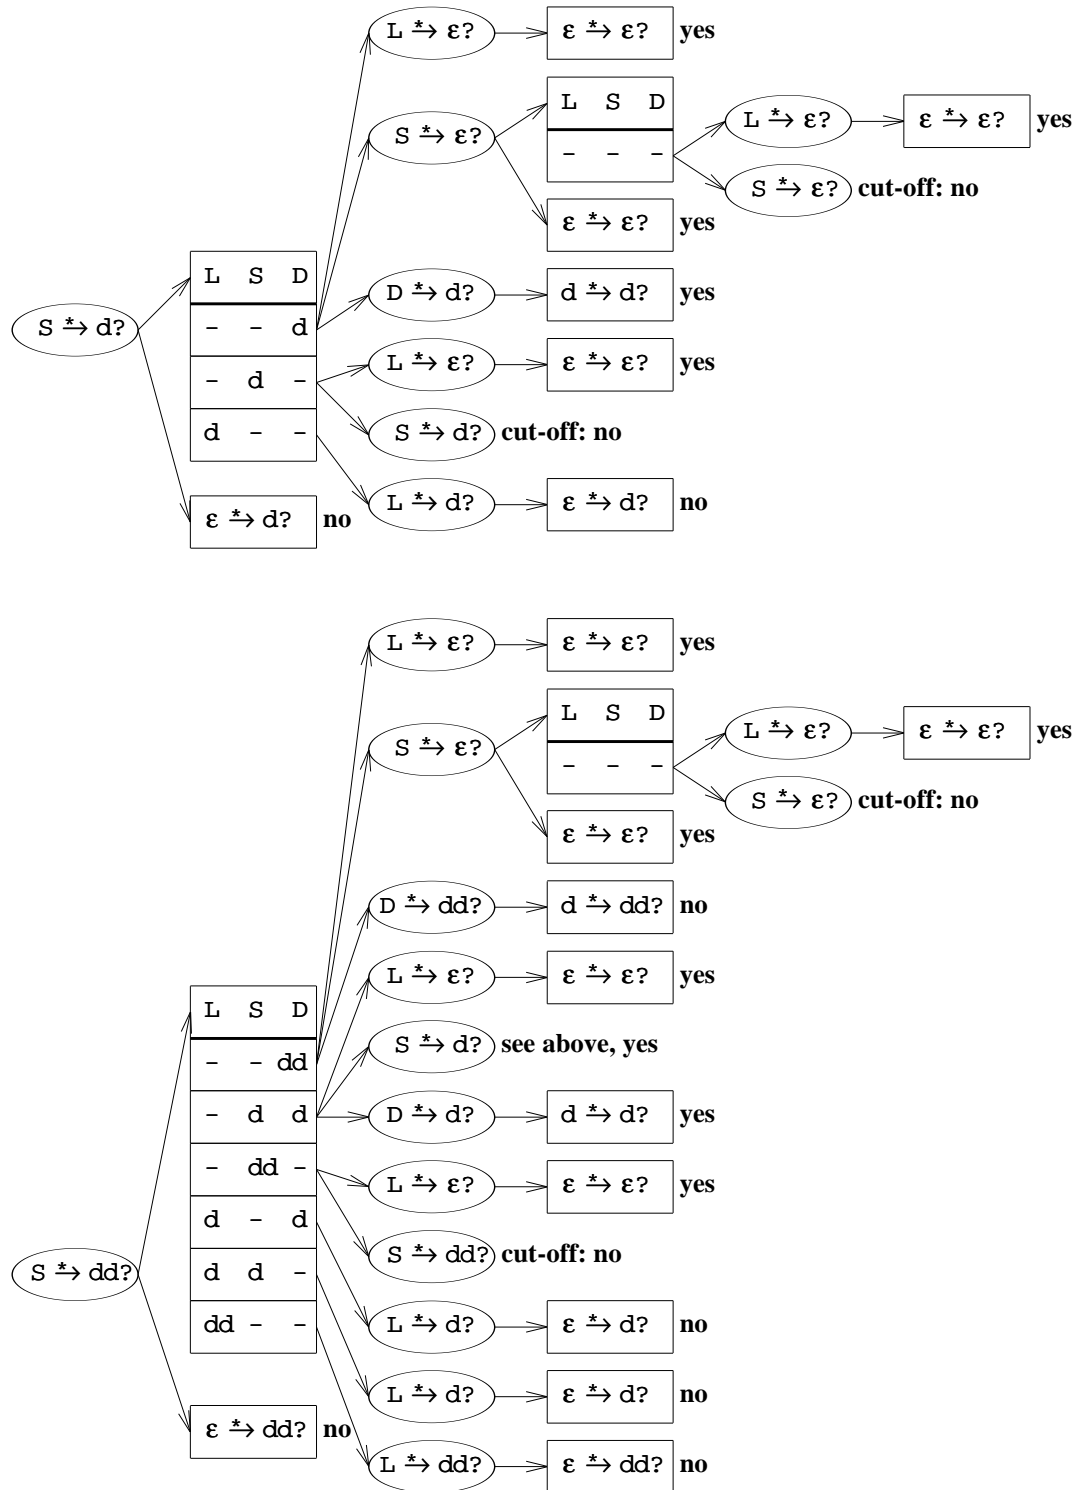 L *→ ε? ε *→ ε? yes
L S D
S *→ ε? L *→ ε? ε *→ ε? yes
- - -
S *→ ε? cut-off: no
ε *→ ε? yes
L S D
D *→ d? d *→ d? yes
S *→ d? - - d
L *→ ε? ε *→ ε? yes
- d -
d - - S *→ d? cut-off: no
L *→ d? ε *→ d? no
ε *→ d? no
L *→ ε? ε *→ ε? yes
L S D
S *→ ε? L *→ ε? ε *→ ε? yes
- - -
S *→ ε? cut-off: no
ε *→ ε? yes
D *→ dd? d *→ dd? no
L *→ ε? ε *→ ε? yes
L S D
S *→ d? see above, yes
- - dd
- d d D *→ d? d *→ d? yes
- dd - L *→ ε? ε *→ ε? yes
d - d
S *→ dd? cut-off: no
S *→ dd? d d -
dd - - L *→ d? ε *→ d? no
L *→ d? ε *→ d? no
ε *→ dd? no
L *→ dd? ε *→ dd? no